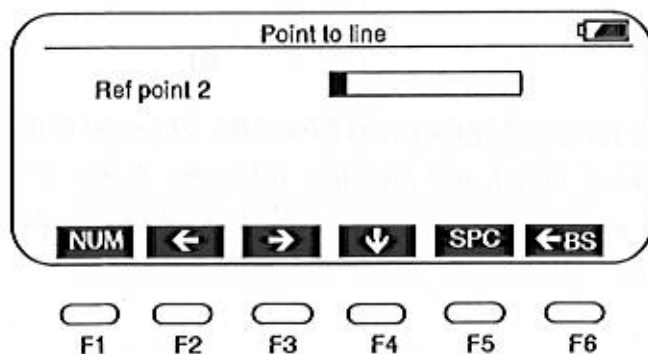 Point to line
Ref point 2
NUM ← → ↓ SPC ←BS
F1 F2 F3 F4 F5 F6